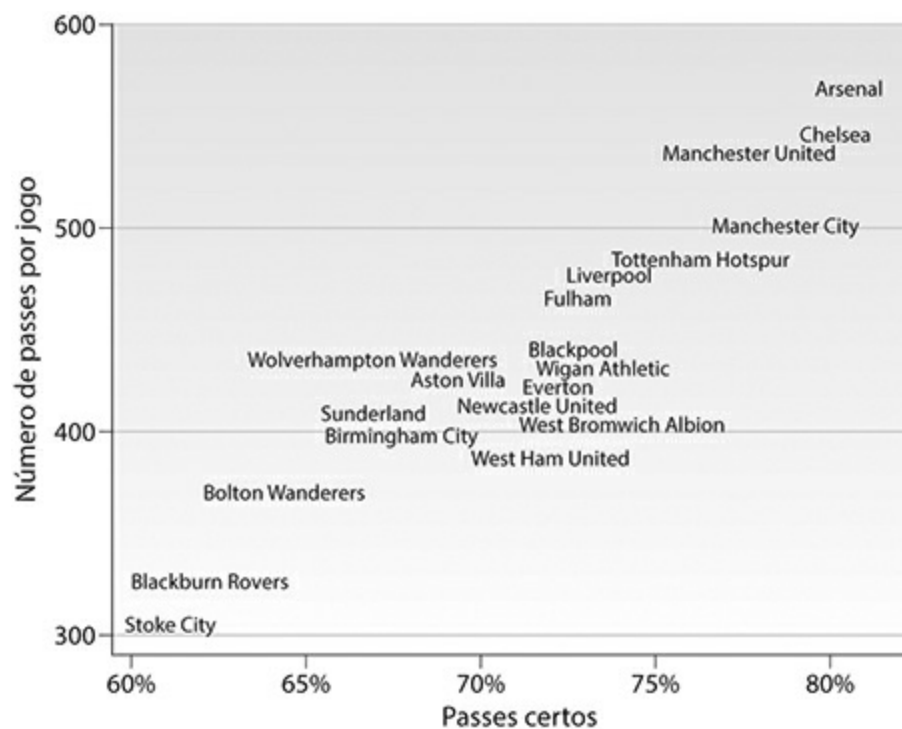 600
Arsenal
Chelsea
Manchester United
500
Manchester City
Tottenham Hotspur
Liverpool
Fulham
Blackpool
Wolverhampton Wanderers
Wigan Athletic
Aston Villa
Everton
Newcastle United
Sunderland
West Bromwich Albion
400
Birmingham City
West Ham United
Bolton Wanderers
Blackburn Rovers
Stoke City
300
Número de passes por jogo
60% 65% 70% 75% 80%
Passes certos